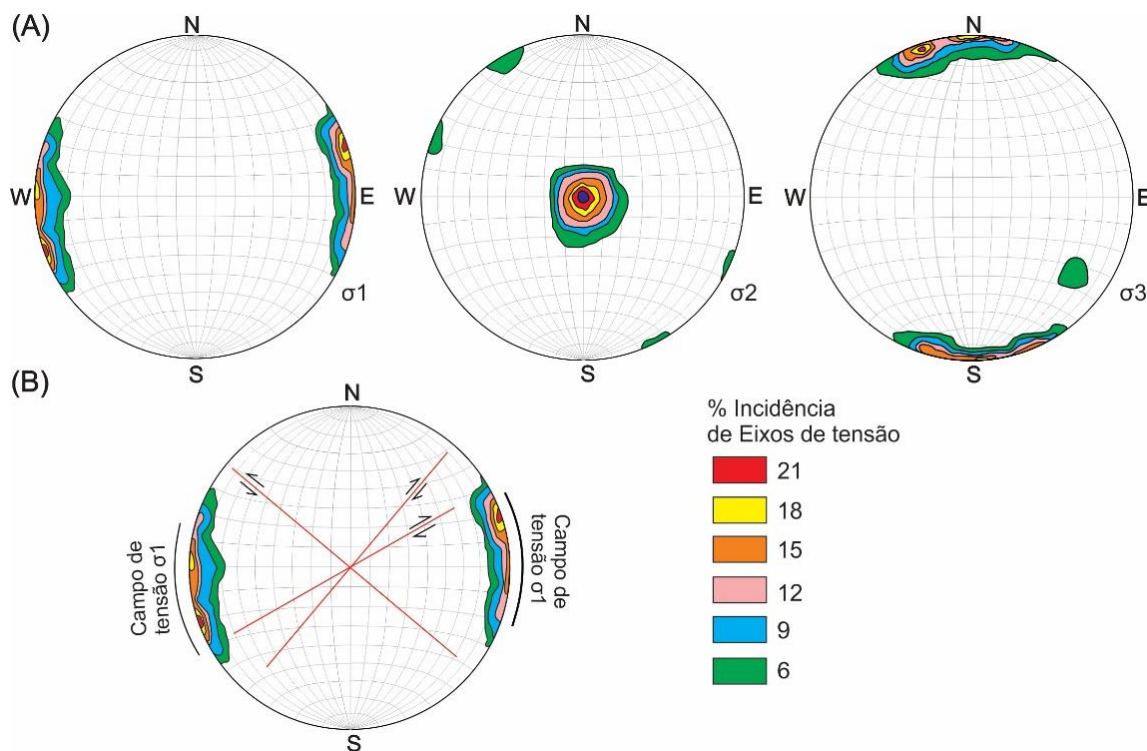 (A)
N
W
E
S
σ1
N
W
E
S
σ2
N
W
E
S
σ3
(B)
N
S
Campo de
tensão σ1
Campo de
tensão σ1
% Incidência
de Eixos de tensão
21
18
15
12
9
6